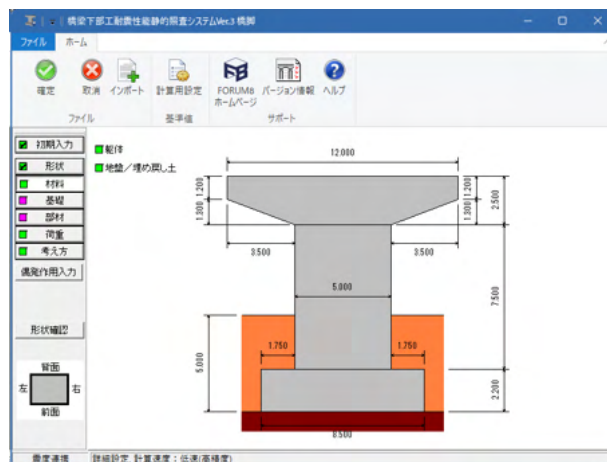 橋梁下部工耐震性能静的照査システムVer.3 橋脚
ファイル ホーム
確定 取消 インポート 計算用設定 FORUM8 ホームページ バージョン情報 ヘルプ
ファイル 基準値 サポート
初期入力
形状
材料
基礎
部材
荷重
考え方
偶発作用入力
形状確認
背面
左 右
前面
躯体
地盤/埋め戻し土
12.000
1.200 1.200
1.300 1.300 2.500
3.500 3.500
5.000
7.500
5.000
1.750 1.750
2.200
8.500
震度連携 詳細設定 計算速度:低速(高精度)